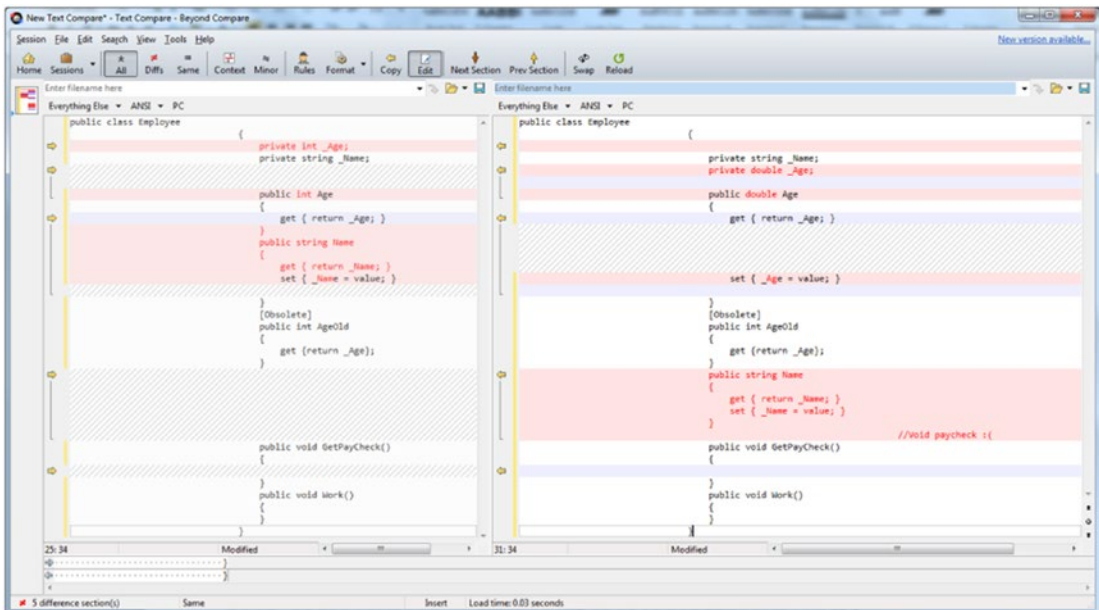 New Text Compare* - Text Compare - Beyond Compare
Session File Edit Search View Tools Help
New version available...
Home Sessions All Diffs Same Context Minor Rules Format Copy Edit Next Section Prev Section Swap Reload
Enter filename here
Everything Else ANSI PC
public class Employee
{
private int _Age;
private string _Name;
public int Age
{
get { return _Age; }
}
public string Name
{
get { return _Name; }
set { _Name = value; }
}
[Obsolete]
public int AgeOld
{
get {return _Age};
}
public void GetPayCheck()
{
}
public void Work()
{
}
}
25: 34 Modified
Enter filename here
Everything Else ANSI PC
public class Employee
{
private string _Name;
private double _Age;
public double Age
{
get { return _Age; }
set { _Age = value; }
}
[Obsolete]
public int AgeOld
{
get {return _Age};
}
public string Name
{
get { return _Name; }
set { _Name = value; }
}
//Void paycheck :(
public void GetPayCheck()
{
}
public void Work()
{
}
}
31: 34 Modified
}
}
5 difference section(s) Same Insert Load time: 0.03 seconds